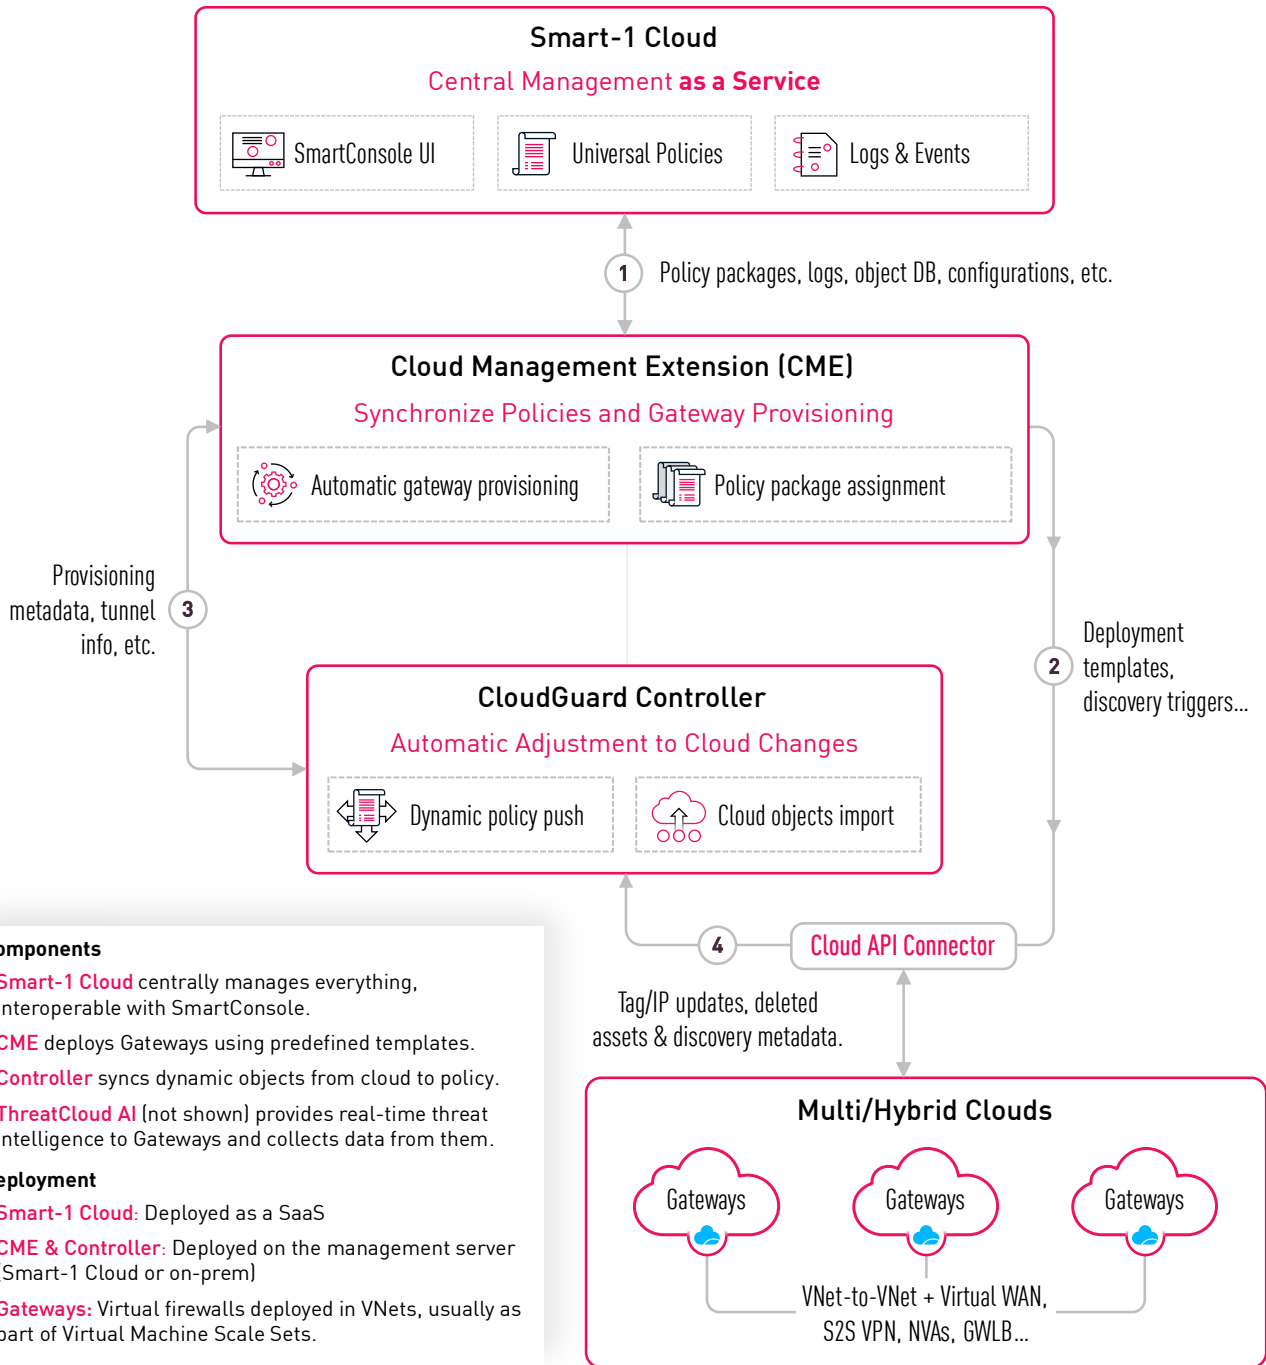 Smart-1 Cloud
Central Management as a Service
SmartConsole UI
Universal Policies
Logs & Events
1
Policy packages, logs, object DB, configurations, etc.
Cloud Management Extension (CME)
Synchronize Policies and Gateway Provisioning
Automatic gateway provisioning
Policy package assignment
Provisioning
metadata, tunnel
info, etc.
3
2
Deployment
templates,
discovery triggers...
CloudGuard Controller
Automatic Adjustment to Cloud Changes
Dynamic policy push
Cloud objects import
4
Cloud API Connector
Tag/IP updates, deleted
assets & discovery metadata.
omponents
Smart-1 Cloud centrally manages everything,
nteroperable with SmartConsole.
CME deploys Gateways using predefined templates.
Controller syncs dynamic objects from cloud to policy.
ThreatCloud AI (not shown) provides real-time threat
ntelligence to Gateways and collects data from them.
eployment
Smart-1 Cloud: Deployed as a SaaS
CME & Controller: Deployed on the management server
(Smart-1 Cloud or on-prem)
Gateways: Virtual firewalls deployed in VNets, usually as
part of Virtual Machine Scale Sets.
Multi/Hybrid Clouds
Gateways
Gateways
Gateways
VNet-to-VNet + Virtual WAN,
S2S VPN, NVAs, GWLB...